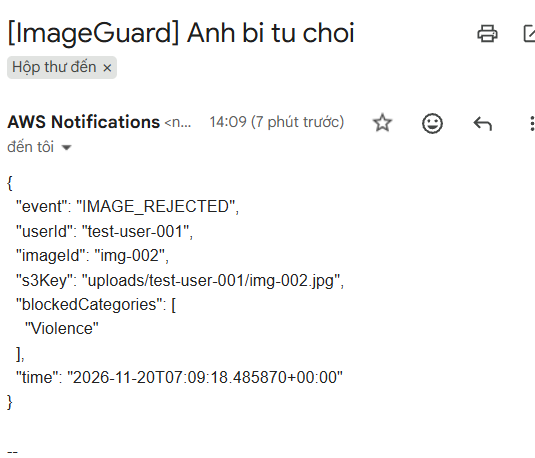 [ImageGuard] Anh bi tu choi
Hộp thư đến ×
AWS Notifications <n... 14:09 (7 phút trước)
đến tôi
{
"event": "IMAGE_REJECTED",
"userId": "test-user-001",
"imageId": "img-002",
"s3Key": "uploads/test-user-001/img-002.jpg",
"blockedCategories": [
"Violence"
],
"time": "2026-11-20T07:09:18.485870+00:00"
}
--